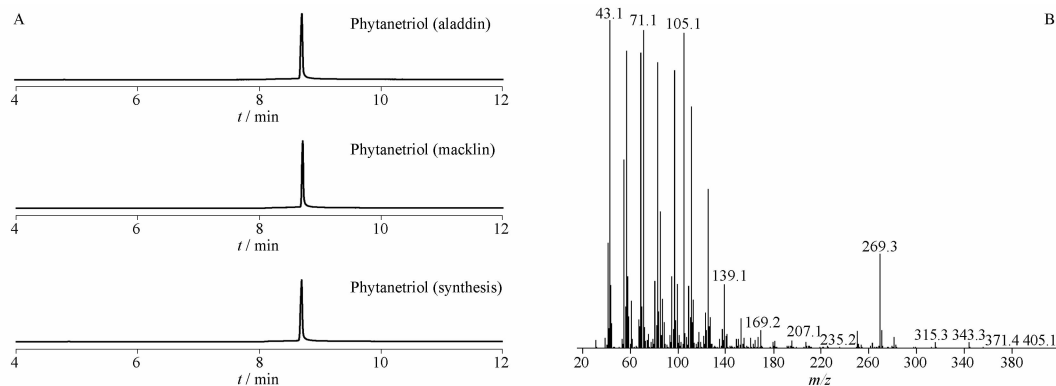 A
Phytanetriol (aladdin)
4 6 8 10 12
t / min
Phytanetriol (macklin)
4 6 8 10 12
t / min
Phytanetriol (synthesis)
4 6 8 10 12
t / min
B
43.1 71.1 105.1
139.1 169.2 207.1 235.2 269.3 315.3 343.3 371.4 405.1
20 60 100 140 180 220 260 300 340 380
m/z